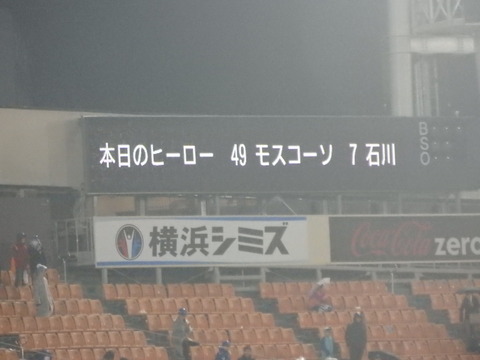 本日のヒーロー 49 モスコーソ 7 石川
B
S
O
横浜シミズ
Coca-Cola zero